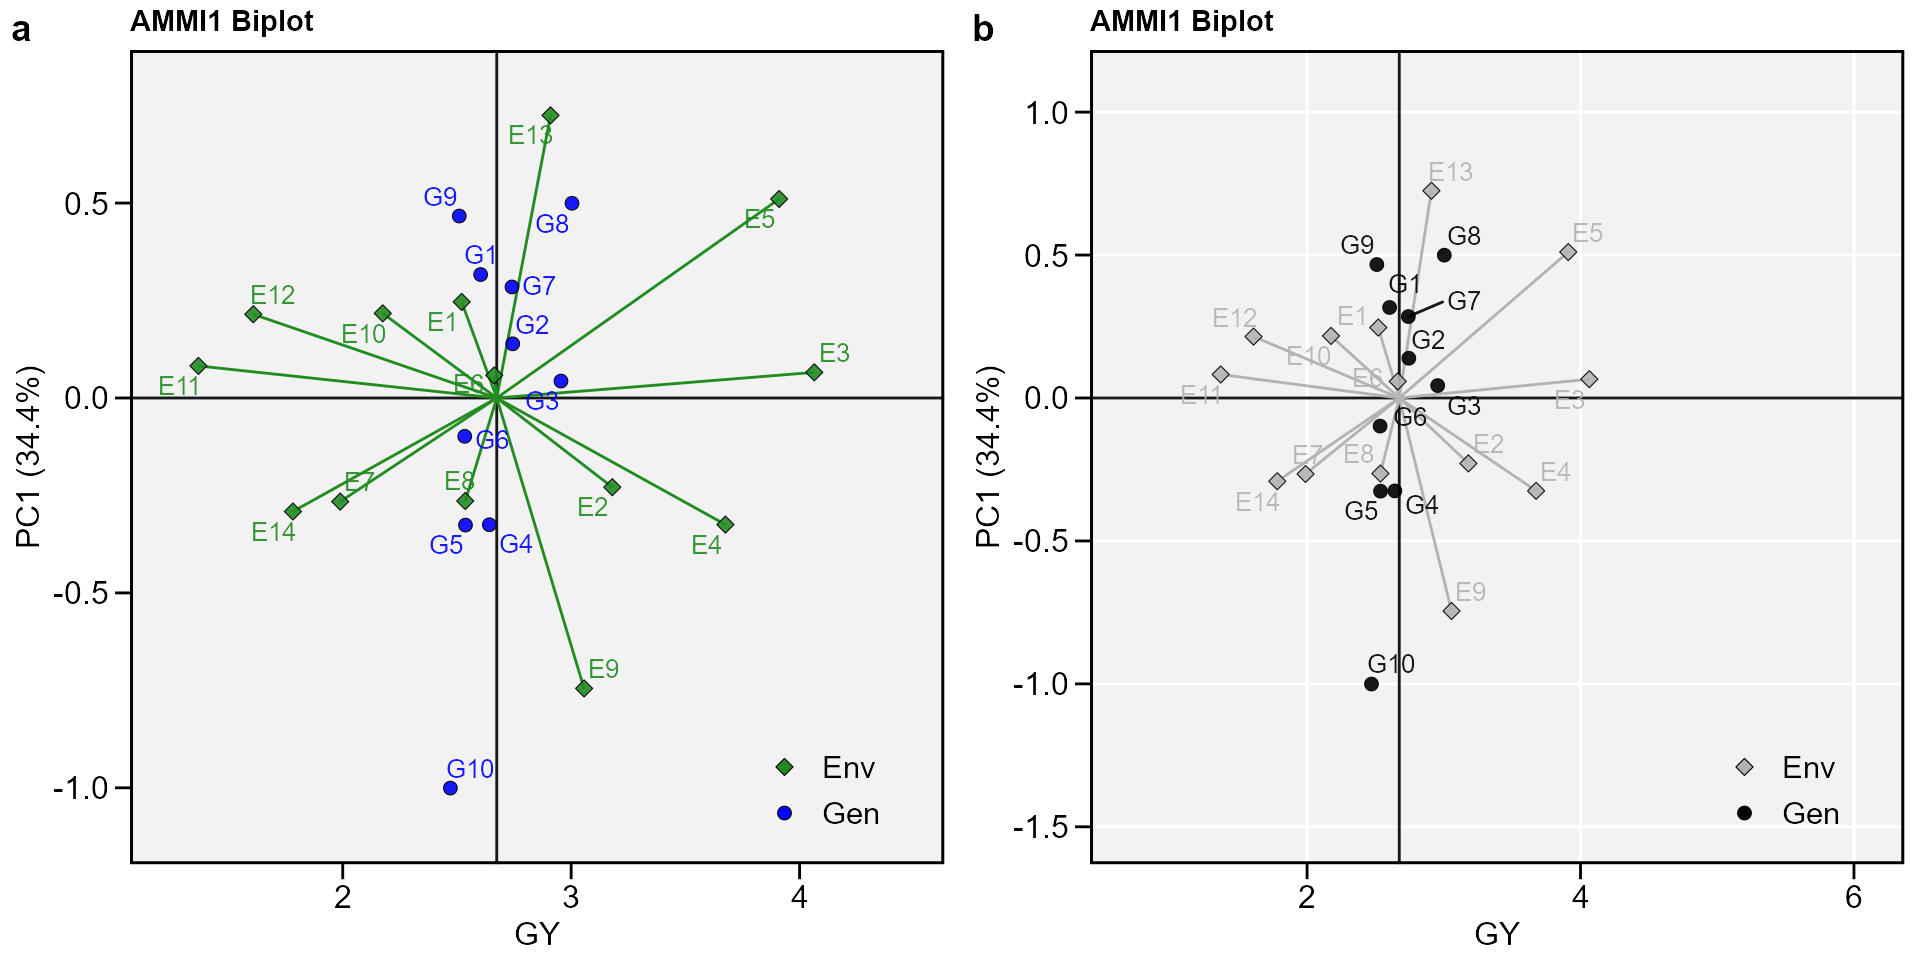 a
AMMI1 Biplot
PC1 (34.4%)
0.5
0.0
-0.5
-1.0
E13
G9
G8
E5
G1
G7
E12
E10
E1
G2
E3
E11
E6
G3
G6
E7
E8
E2
E14
G5
G4
E4
E9
G10
Env
Gen
2
3
4
GY
b
AMMI1 Biplot
PC1 (34.4%)
1.0
0.5
0.0
-0.5
-1.0
-1.5
E13
G9
G8
E5
G1
G7
E12
E1
G2
E10
E6
E11
E3
G3
G6
E7
E8
E2
E4
E14
G5
G4
E9
G10
Env
Gen
2
4
6
GY